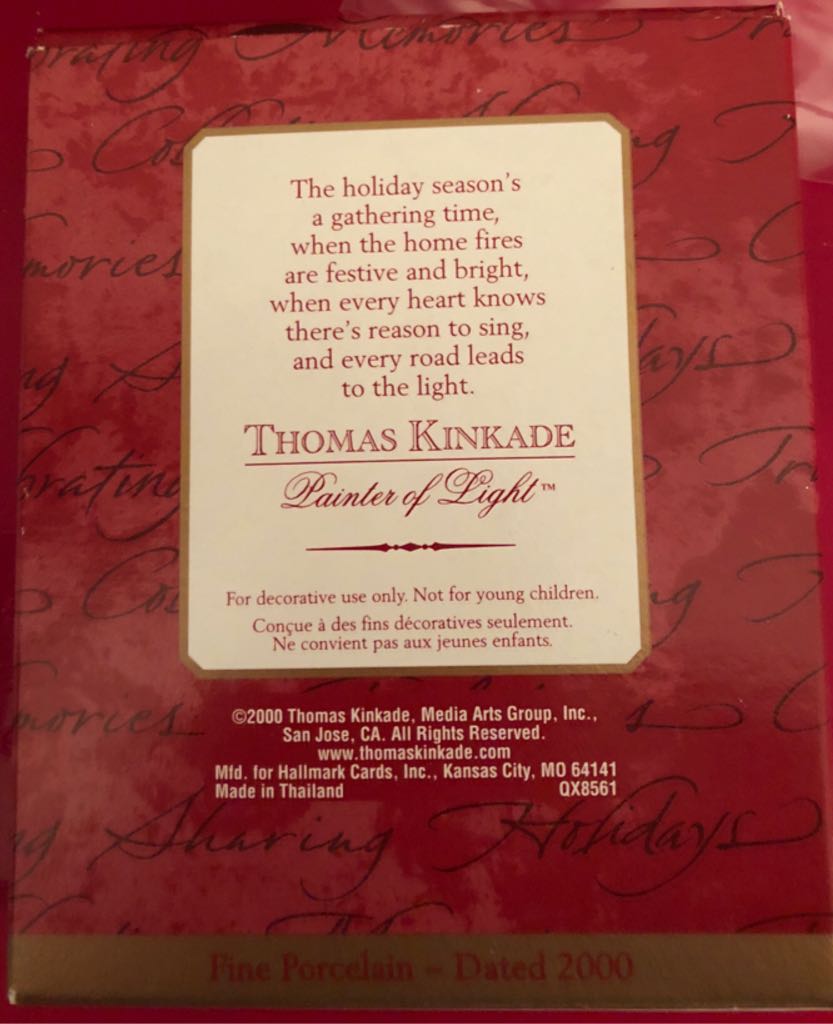 Memories
The holiday season's
a gathering time,
when the home fires
are festive and bright,
when every heart knows
there's reason to sing,
and every road leads
to the light.
THOMAS KINKADE
Painter of Light™
For decorative use only. Not for young children.
Conçue à des fins décoratives seulement.
Ne convient pas aux jeunes enfants.
©2000 Thomas Kinkade, Media Arts Group, Inc.,
San Jose, CA. All Rights Reserved.
www.thomaskinkade.com
Mfd. for Hallmark Cards, Inc., Kansas City, MO 64141
Made in Thailand QX8561
Sharing Holidays
Fine Porcelain – Dated 2000